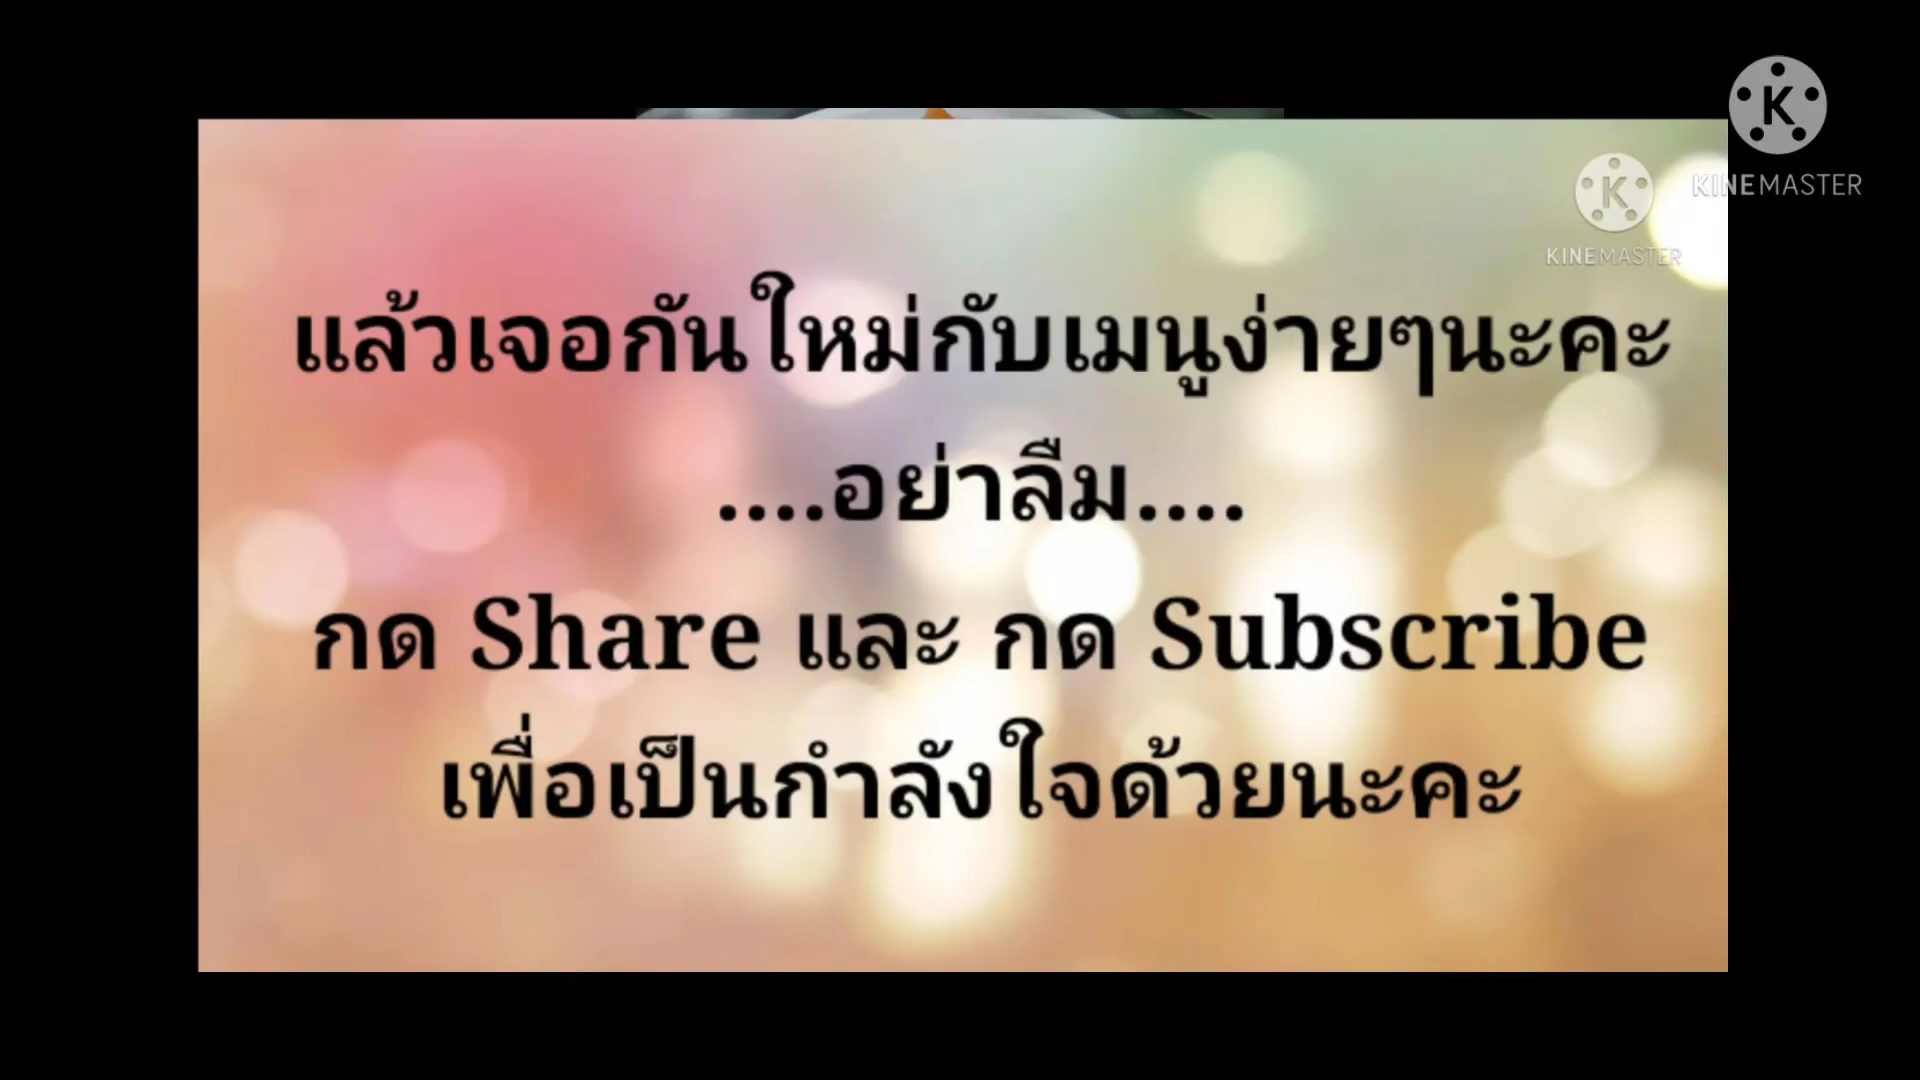 KINEMASTER
KINEMASTER
แล้วเจอกันใหม่กับเมนูง่ายๆนะคะ
....อย่าลืม....
กด Share และ กด Subscribe
เพื่อเป็นกำลังใจด้วยนะคะ